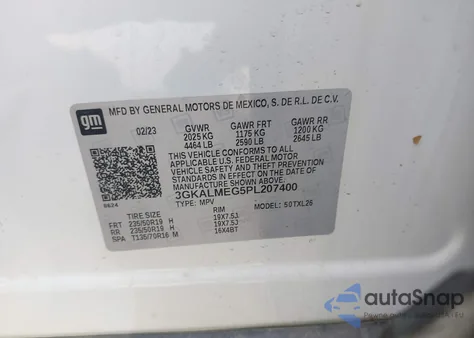 gm
MFD BY GENERAL MOTORS DE MEXICO, S. DE R.L. DE C.V.
02/23 GVWR GAWR FRT GAWR RR
2025 KG 1175 KG 1200 KG
4464 LB 2590 LB 2645 LB
THIS VEHICLE CONFORMS TO ALL
APPLICABLE U.S. FEDERAL MOTOR
VEHICLE SAFETY AND THEFT PREVENTION
STANDARDS IN EFFECT ON THE DATE OF
MANUFACTURE SHOWN ABOVE.
3GKALMEG5PL207400
TYPE: MPV MODEL: 50TXL26
TIRE SIZE RIM
FRT 235/50R19 H 19X7.5J
RR 235/50R19 H 19X7.5J
SPA T135/70R16 M 16X4BT
autaSnap